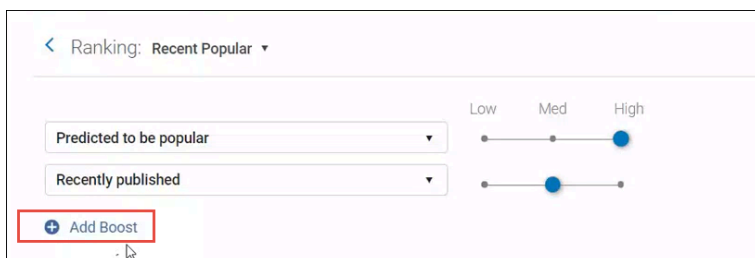 Ranking: Recent Popular
Low Med High
Predicted to be popular
Recently published
Add Boost